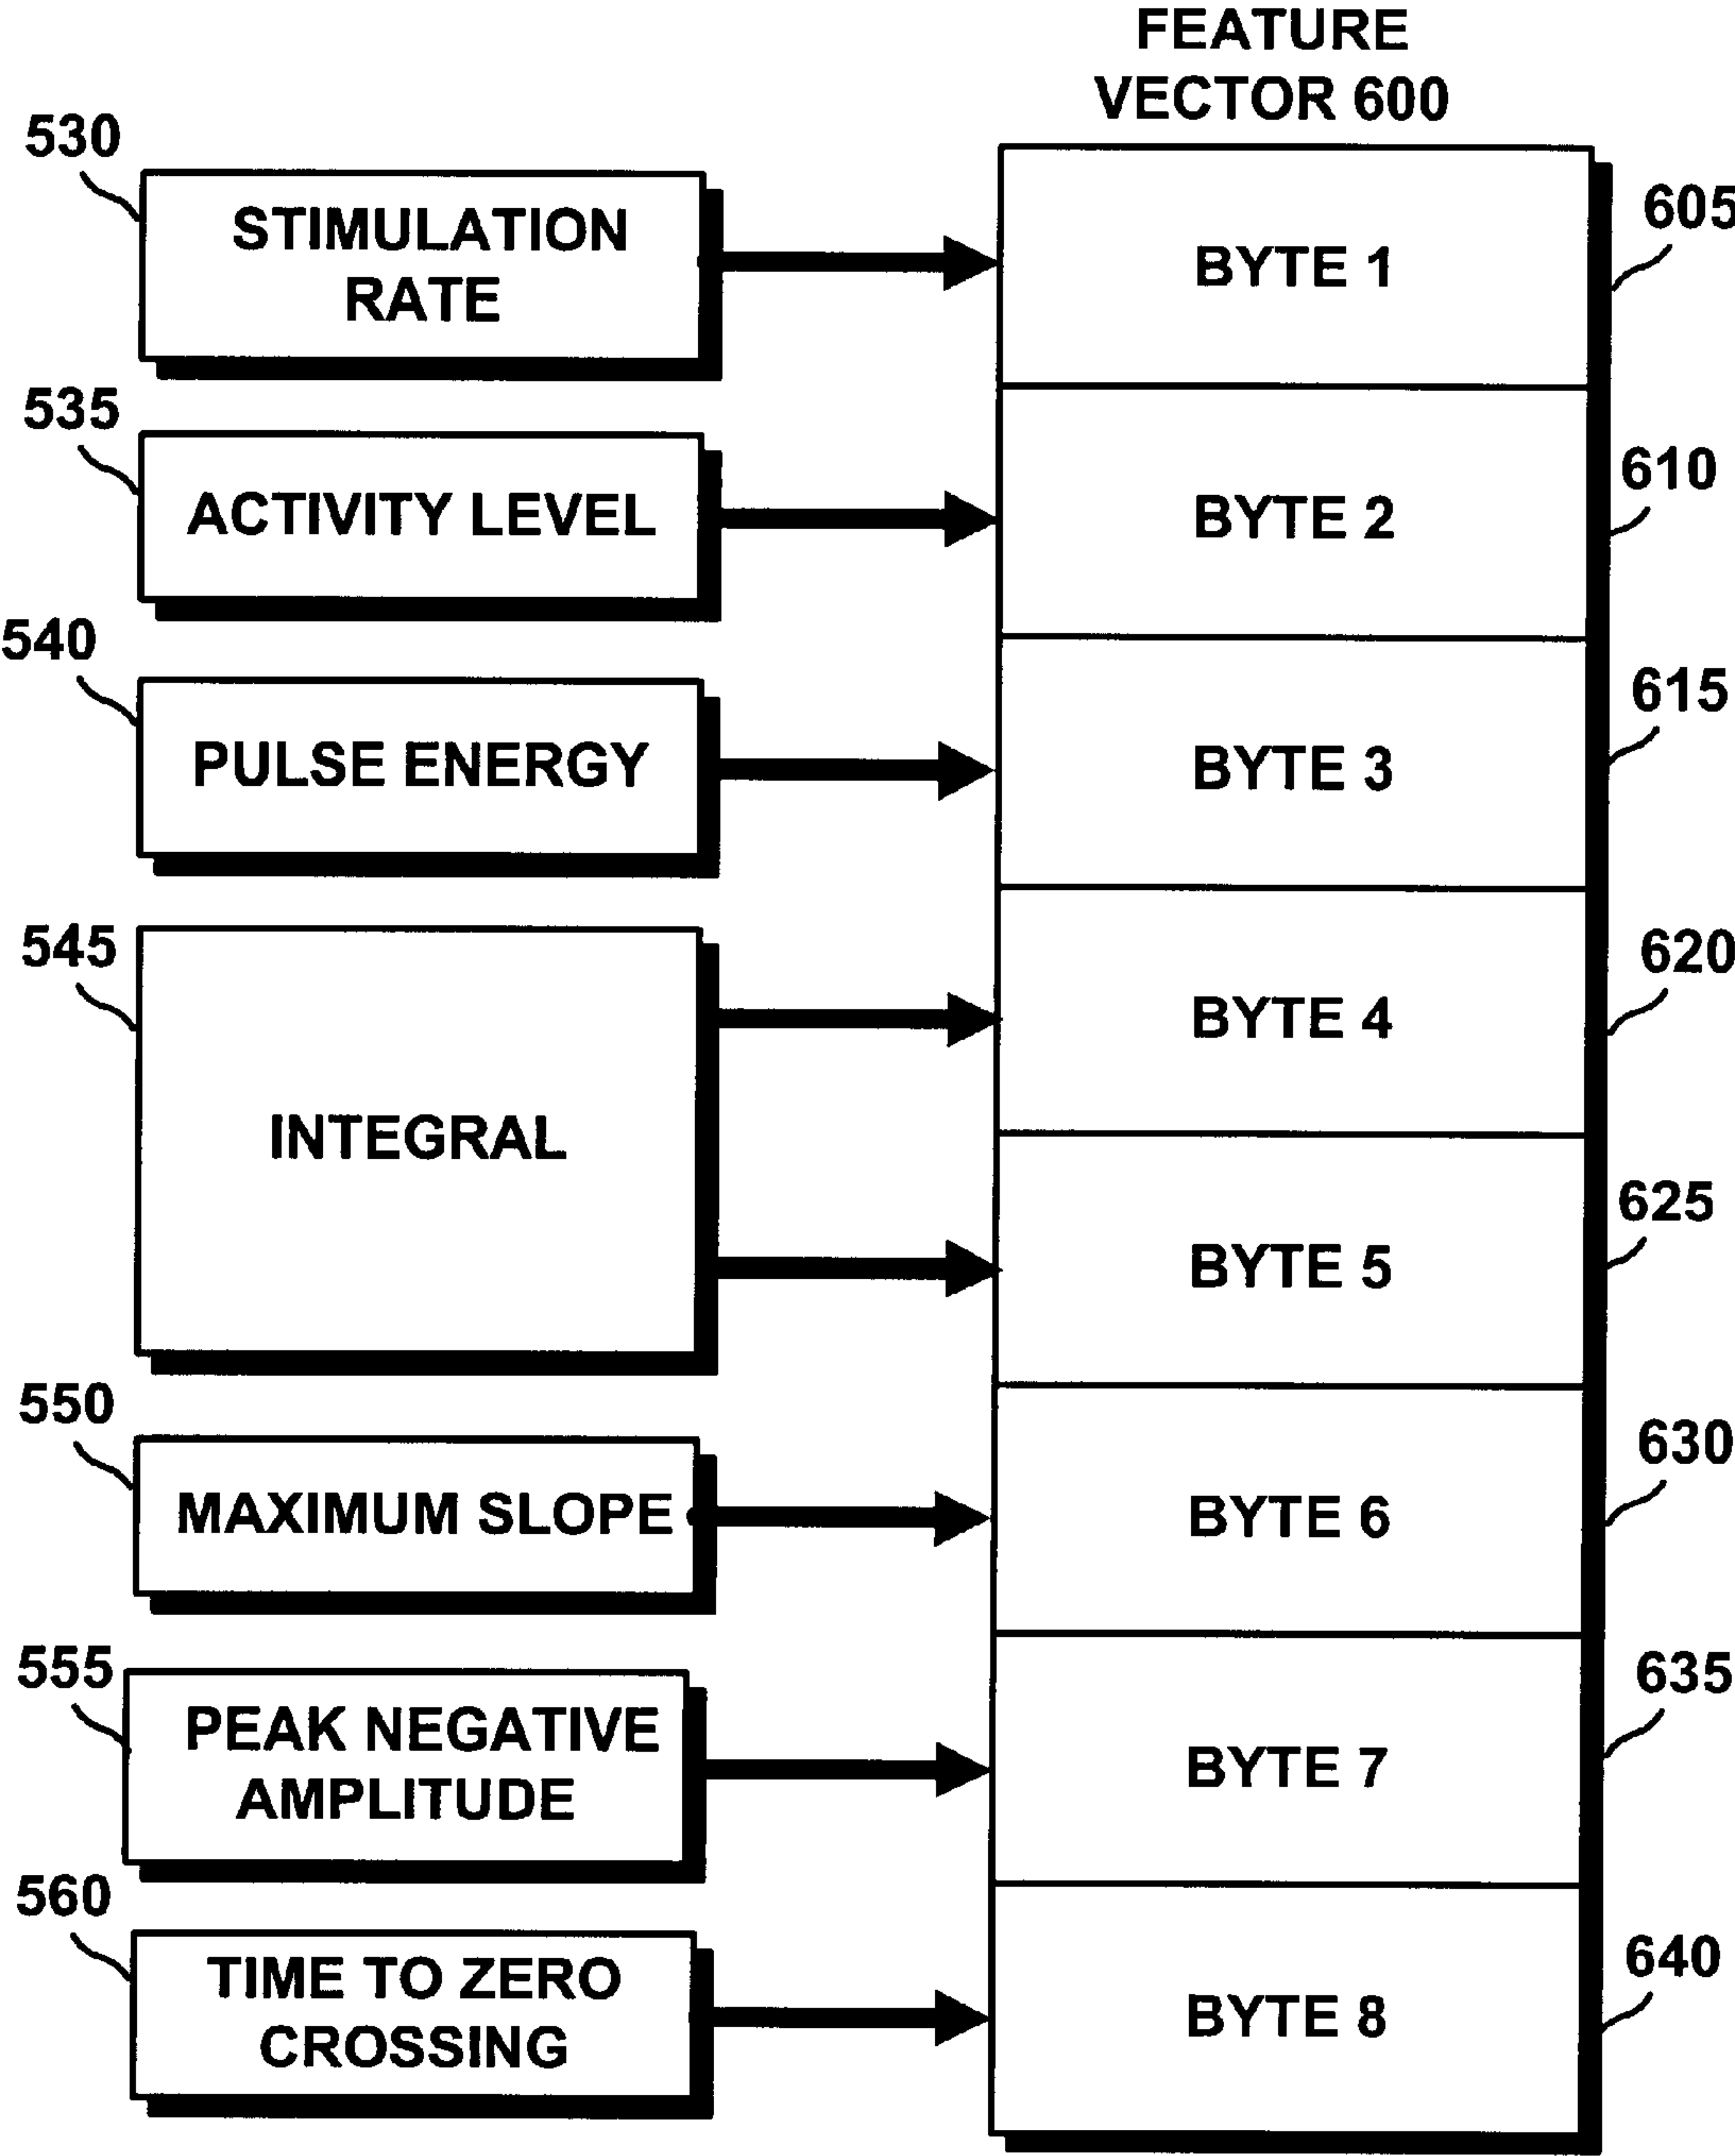 FEATURE
VECTOR 600
530
STIMULATION
RATE
BYTE 1
605
535
ACTIVITY LEVEL
BYTE 2
610
540
PULSE ENERGY
BYTE 3
615
545
INTEGRAL
BYTE 4
620
BYTE 5
625
550
MAXIMUM SLOPE
BYTE 6
630
555
PEAK NEGATIVE
AMPLITUDE
BYTE 7
635
560
TIME TO ZERO
CROSSING
BYTE 8
640